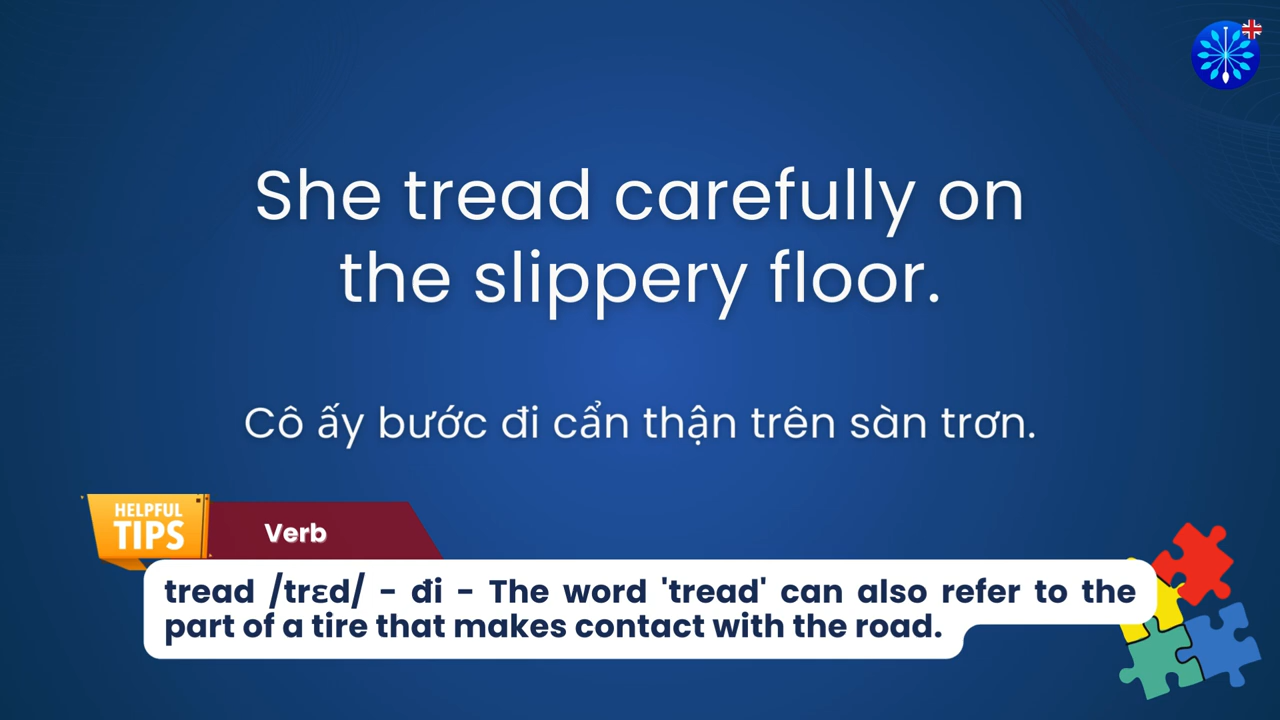 She tread carefully on
the slippery floor.
Cô ấy bước đi cẩn thận trên sàn trơn.
HELPFUL
TIPS
Verb
tread /trɛd/ - đi - The word 'tread' can also refer to the
part of a tire that makes contact with the road.